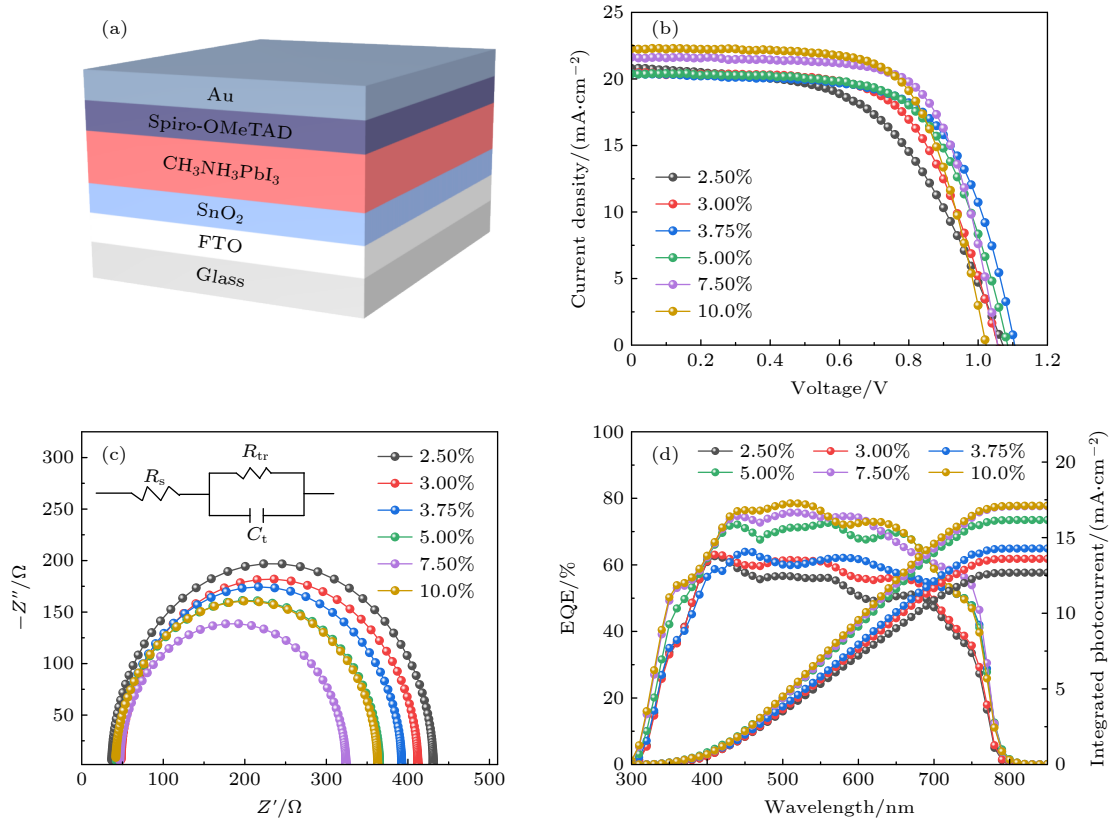 (a)
Au
Spiro-OMeTAD
CH₃NH₃PbI₃
SnO₂
FTO
Glass
(b)
Current density/(mA·cm⁻²)
25
20
15
10
5
0
2.50%
3.00%
3.75%
5.00%
7.50%
10.0%
0 0.2 0.4 0.6 0.8 1.0 1.2
Voltage/V
(c)
−Z″/Ω
300
250
200
150
100
50
Rₛ
Rₜᵣ
Cₜ
2.50%
3.00%
3.75%
5.00%
7.50%
10.0%
0 100 200 300 400 500
Z′/Ω
(d)
EQE/%
100
80
60
40
20
0
2.50% 3.00% 3.75%
5.00% 7.50% 10.0%
20
15
10
5
0
Integrated photocurrent/(mA·cm⁻²)
300 400 500 600 700 800
Wavelength/nm